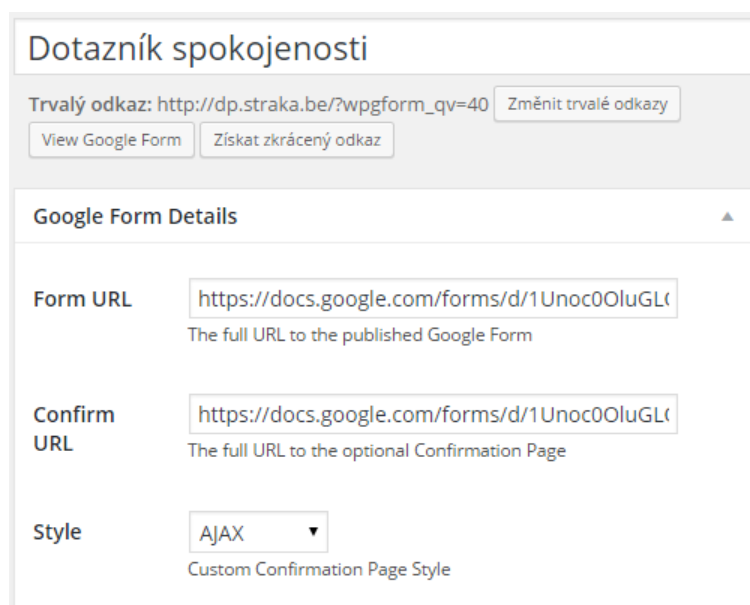 Dotazník spokojenosti
Trvalý odkaz: http://dp.straka.be/?wpgform_qv=40 Změnit trvalé odkazy
View Google Form Získat zkrácený odkaz
Google Form Details
Form URL https://docs.google.com/forms/d/1Unoc0OluGL(
The full URL to the published Google Form
Confirm URL https://docs.google.com/forms/d/1Unoc0OluGL(
The full URL to the optional Confirmation Page
Style AJAX
Custom Confirmation Page Style